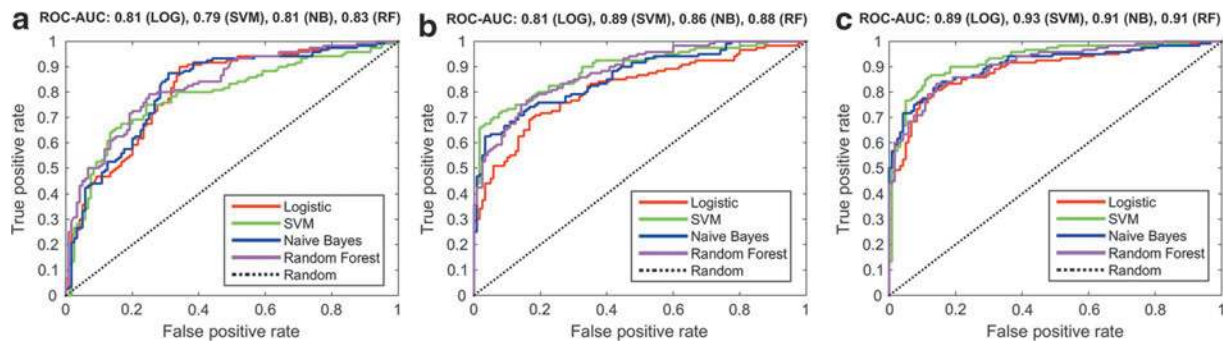 a
ROC-AUC: 0.81 (LOG), 0.79 (SVM), 0.81 (NB), 0.83 (RF)
True positive rate
1
0.9
0.8
0.7
0.6
0.5
0.4
0.3
0.2
0.1
0
Logistic
SVM
Naive Bayes
Random Forest
Random
0 0.2 0.4 0.6 0.8 1
False positive rate
b
ROC-AUC: 0.81 (LOG), 0.89 (SVM), 0.86 (NB), 0.88 (RF)
True positive rate
1
0.9
0.8
0.7
0.6
0.5
0.4
0.3
0.2
0.1
0
Logistic
SVM
Naive Bayes
Random Forest
Random
0 0.2 0.4 0.6 0.8 1
False positive rate
c
ROC-AUC: 0.89 (LOG), 0.93 (SVM), 0.91 (NB), 0.91 (RF)
True positive rate
1
0.9
0.8
0.7
0.6
0.5
0.4
0.3
0.2
0.1
0
Logistic
SVM
Naive Bayes
Random Forest
Random
0 0.2 0.4 0.6 0.8 1
False positive rate